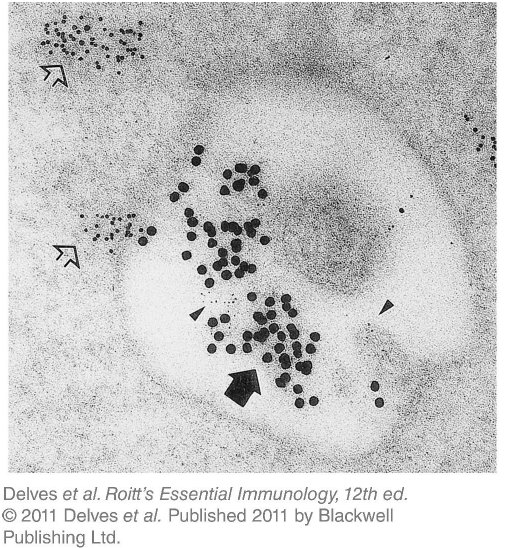 Delves et al. Roitt's Essential Immunology, 12th ed.
© 2011 Delves et al. Published 2011 by Blackwell
Publishing Ltd.